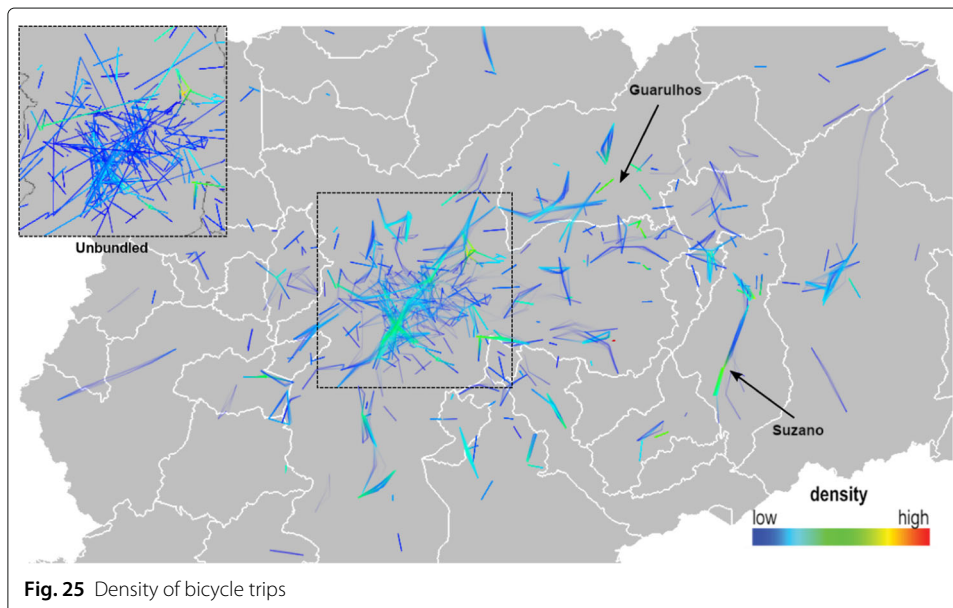 Guarulhos
Unbundled
Suzano
density
low high
Fig. 25 Density of bicycle trips